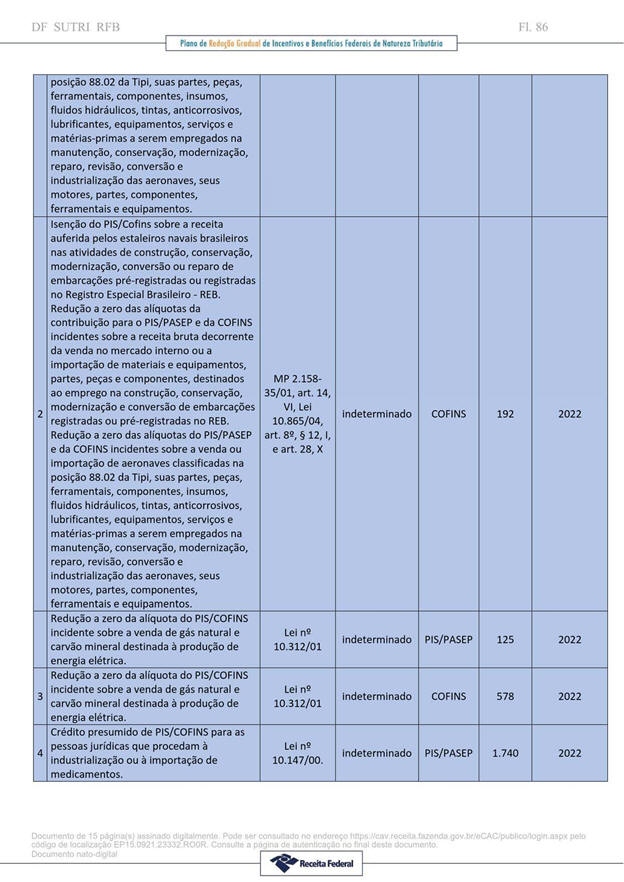 DF SUTRI RFB
Fl. 86
Plano de Redução Gradual de Incentivos e Benefícios Federais de Natureza Tributária
posição 88.02 da Tipi, suas partes, peças,
ferramentais, componentes, insumos,
fluidos hidráulicos, tintas, anticorrosivos,
lubrificantes, equipamentos, serviços e
matérias-primas a serem empregados na
manutenção, conservação, modernização,
reparo, revisão, conversão e
industrialização das aeronaves, seus
motores, partes, componentes,
ferramentais e equipamentos.
2
Isenção do PIS/Cofins sobre a receita
auferida pelos estaleiros navais brasileiros
nas atividades de construção, conservação,
modernização, conversão ou reparo de
embarcações pré-registradas ou registradas
no Registro Especial Brasileiro - REB.
Redução a zero das alíquotas da
contribuição para o PIS/PASEP e da COFINS
incidentes sobre a receita bruta decorrente
da venda no mercado interno ou a
importação de materiais e equipamentos,
partes, peças e componentes, destinados
ao emprego na construção, conservação,
modernização e conversão de embarcações
registradas ou pré-registradas no REB.
Redução a zero das alíquotas do PIS/PASEP
e da COFINS incidentes sobre a venda ou
importação de aeronaves classificadas na
posição 88.02 da Tipi, suas partes, peças,
ferramentais, componentes, insumos,
fluidos hidráulicos, tintas, anticorrosivos,
lubrificantes, equipamentos, serviços e
matérias-primas a serem empregados na
manutenção, conservação, modernização,
reparo, revisão, conversão e
industrialização das aeronaves, seus
motores, partes, componentes,
ferramentais e equipamentos.
MP 2.158-
35/01, art. 14,
VI, Lei
10.865/04,
art. 8º, § 12, I,
e art. 28, X
indeterminado
COFINS
192
2022
Redução a zero da alíquota do PIS/COFINS
incidente sobre a venda de gás natural e
carvão mineral destinada à produção de
energia elétrica.
Lei nº
10.312/01
indeterminado
PIS/PASEP
125
2022
3
Redução a zero da alíquota do PIS/COFINS
incidente sobre a venda de gás natural e
carvão mineral destinada à produção de
energia elétrica.
Lei nº
10.312/01
indeterminado
COFINS
578
2022
4
Crédito presumido de PIS/COFINS para as
pessoas jurídicas que procedam à
industrialização ou à importação de
medicamentos.
Lei nº
10.147/00.
indeterminado
PIS/PASEP
1.740
2022
Documento de 15 página(s) assinado digitalmente. Pode ser consultado no endereço https://cav.receita.fazenda.gov.br/eCAC/publico/login.aspx pelo
código de localização EP15.0921.23332.RO0R. Consulte a página de autenticação no final deste documento.
Documento nato-digital
Receita Federal